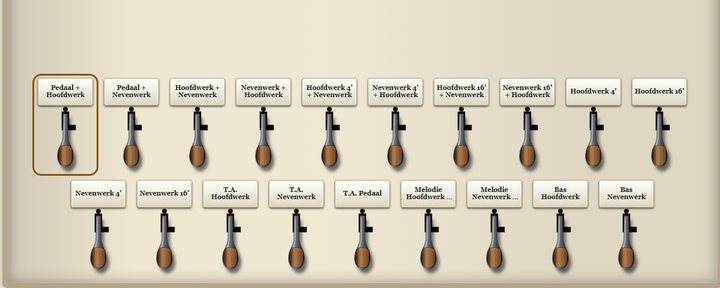 Pedaal +
Hoofdwerk
Pedaal +
Nevenwerk
Hoofdwerk +
Nevenwerk
Nevenwerk +
Hoofdwerk
Hoofdwerk 4'
+ Nevenwerk
Nevenwerk 4'
+ Hoofdwerk
Hoofdwerk 16'
+ Nevenwerk
Nevenwerk 16'
+ Hoofdwerk
Hoofdwerk 4'
Hoofdwerk 16'
Nevenwerk 4'
Nevenwerk 16'
T.A.
Hoofdwerk
T.A.
Nevenwerk
T.A. Pedaal
Melodie
Hoofdwerk ...
Melodie
Nevenwerk ...
Bas
Hoofdwerk
Bas
Nevenwerk